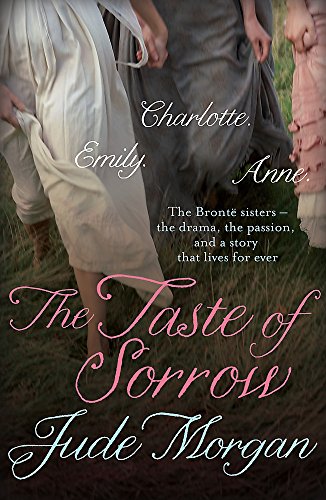 Charlotte.
Emily.
Anne.
The Brontë sisters –
the drama, the passion,
and a story
that lives for ever
The Taste of
Sorrow
Jude Morgan